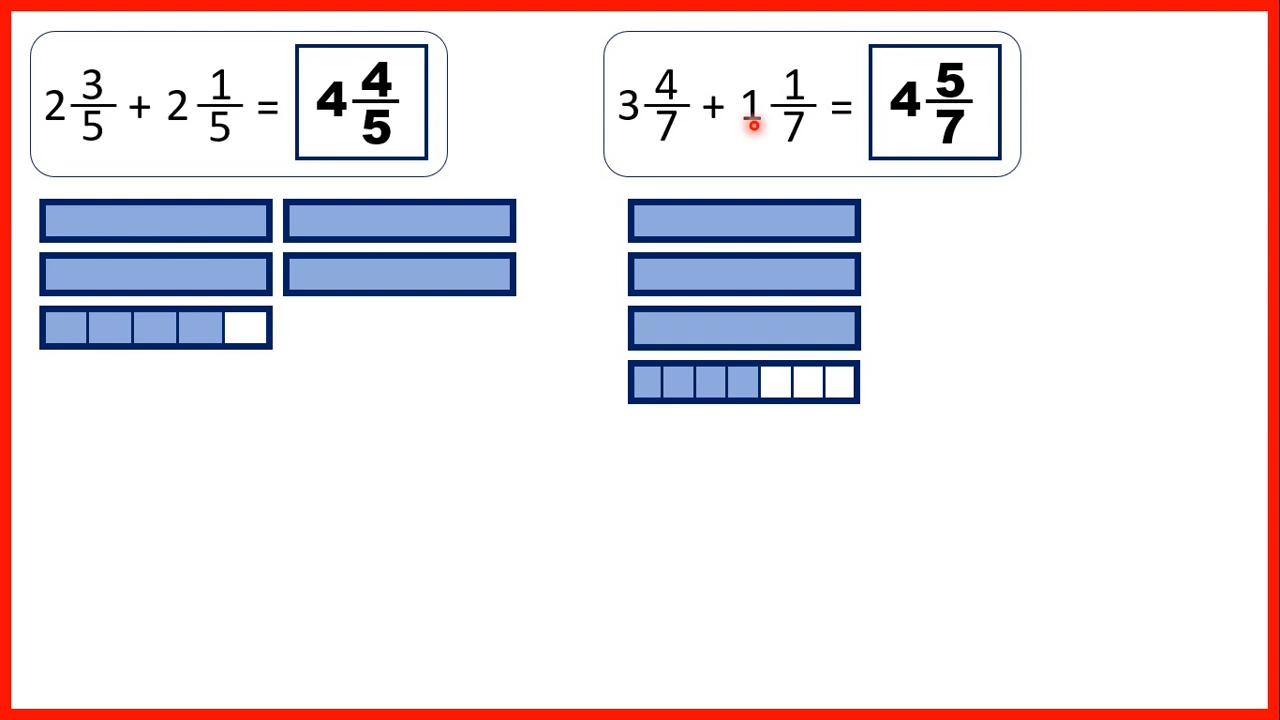 2 3/5 + 2 1/5 = 4 4/5
3 4/7 + 1 1/7 = 4 5/7